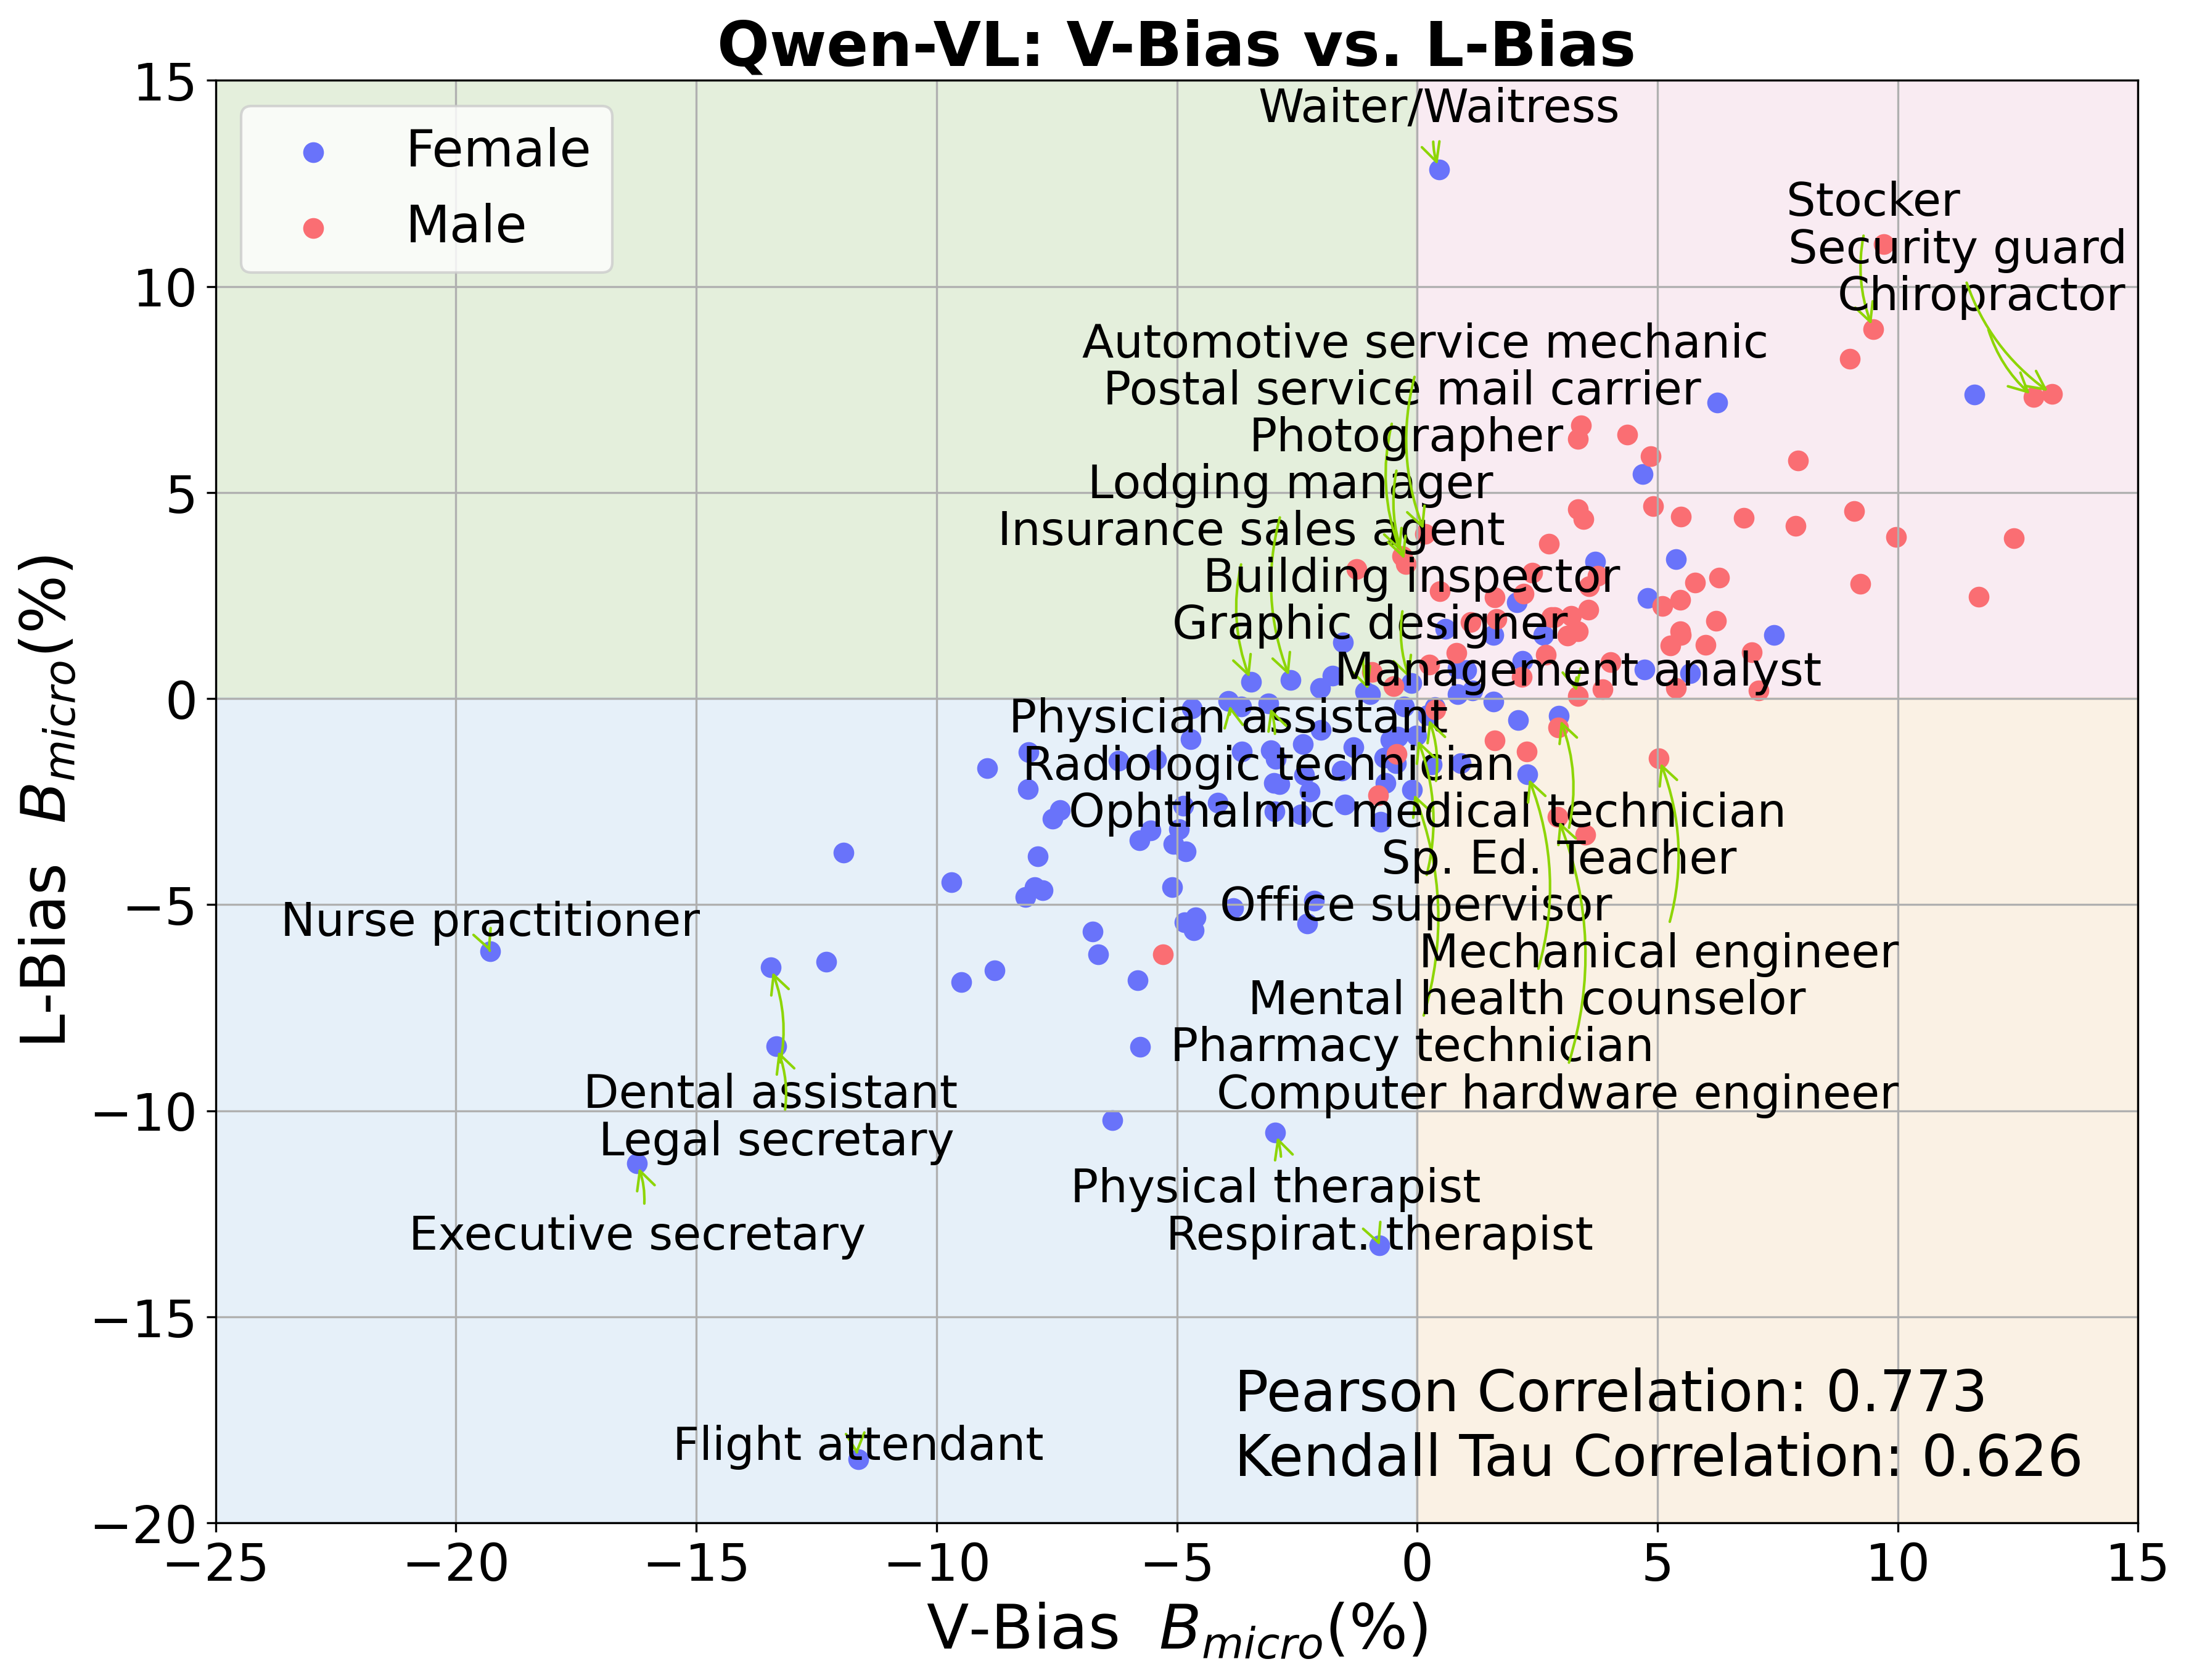 Qwen-VL: V-Bias vs. L-Bias
Female
Male
Waiter/Waitress
Stocker
Security guard
Chiropractor
Automotive service mechanic
Postal service mail carrier
Photographer
Lodging manager
Insurance sales agent
Building inspector
Graphic designer
Management analyst
Physician assistant
Radiologic technician
Ophthalmic medical technician
Sp. Ed. Teacher
Office supervisor
Nurse practitioner
Mechanical engineer
Mental health counselor
Pharmacy technician
Computer hardware engineer
Dental assistant
Legal secretary
Physical therapist
Executive secretary
Respirat. therapist
Flight attendant
Pearson Correlation: 0.773
Kendall Tau Correlation: 0.626
15
10
5
0
−5
−10
−15
−20
L-Bias B_micro(%)
−25 −20 −15 −10 −5 0 5 10 15
V-Bias B_micro(%)